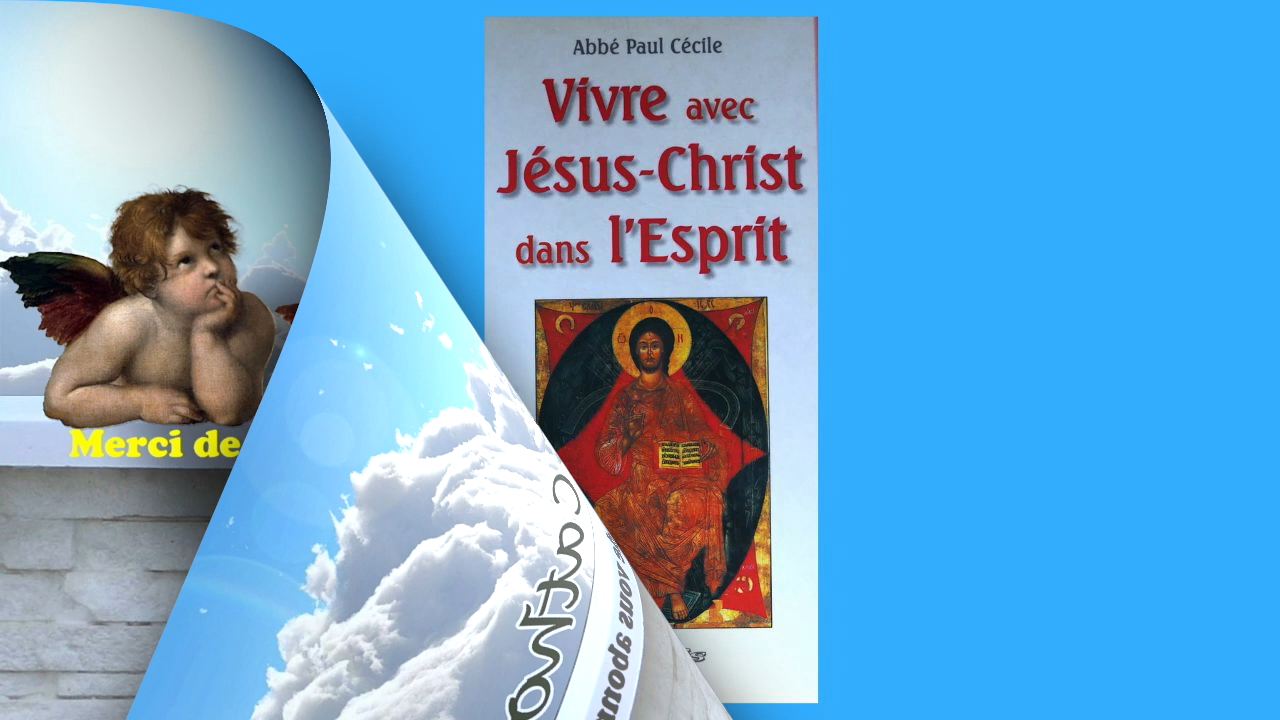 Abbé Paul Cécile
Vivre avec
Jésus-Christ
dans l'Esprit
Merci de